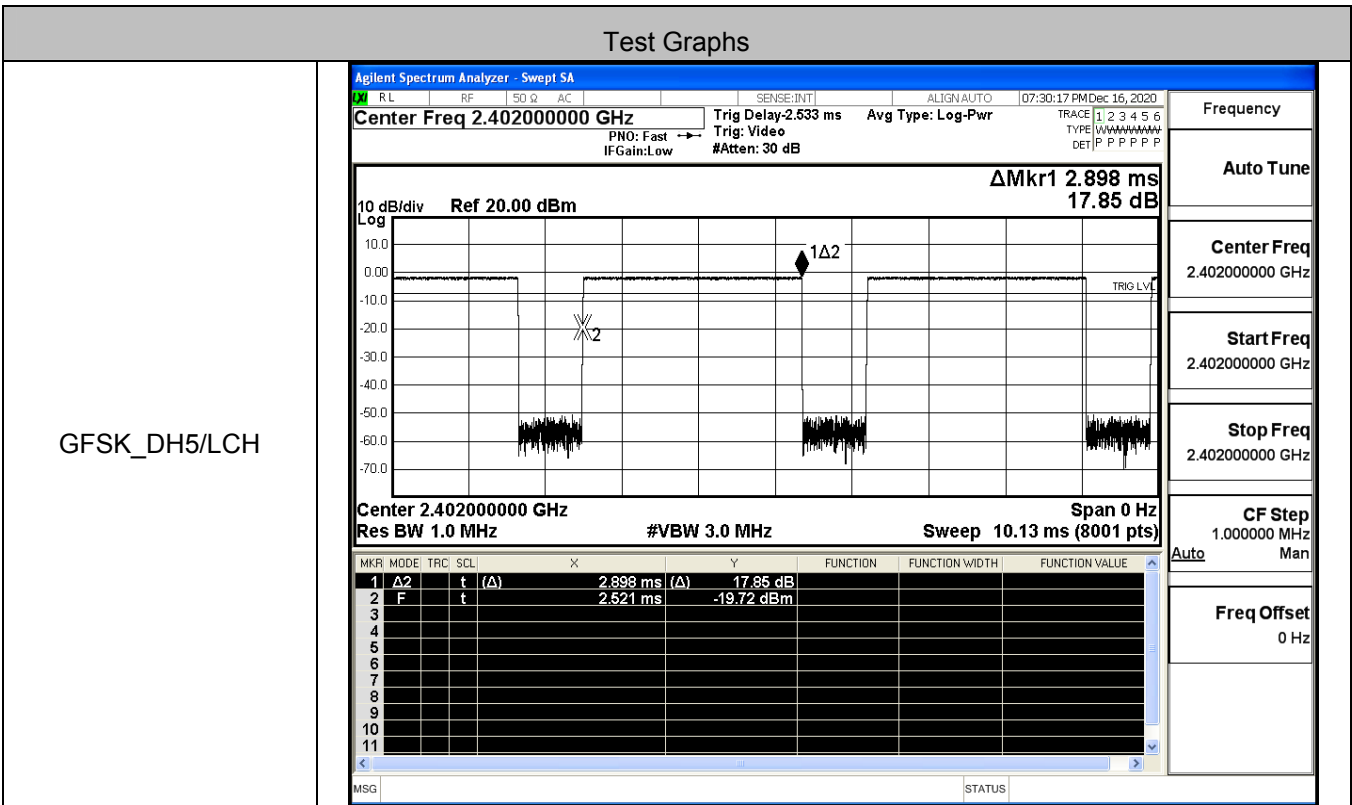 Test Graphs
GFSK_DH5/LCH
Agilent Spectrum Analyzer - Swept SA
RL RF 50 Ω AC SENSE:INT ALIGN AUTO 07:30:17 PM Dec 16, 2020
Center Freq 2.402000000 GHz
PNO: Fast
IFGain:Low
Trig Delay-2.533 ms
Trig: Video
#Atten: 30 dB
Avg Type: Log-Pwr
TRACE 1 2 3 4 5 6
TYPE WWWWWW
DET P P P P P P
ΔMkr1 2.898 ms
17.85 dB
10 dB/div Ref 20.00 dBm
Log
10.0
0.00
-10.0
-20.0
-30.0
-40.0
-50.0
-60.0
-70.0
1Δ2
2
TRIG LVL
Center 2.402000000 GHz Span 0 Hz
Res BW 1.0 MHz #VBW 3.0 MHz Sweep 10.13 ms (8001 pts)
MKR MODE TRC SCL X Y FUNCTION FUNCTION WIDTH FUNCTION VALUE
1 Δ2 t (Δ) 2.898 ms (Δ) 17.85 dB
2 F t 2.521 ms -19.72 dBm
3
4
5
6
7
8
9
10
11
MSG STATUS
Frequency
Auto Tune
Center Freq
2.402000000 GHz
Start Freq
2.402000000 GHz
Stop Freq
2.402000000 GHz
CF Step
1.000000 MHz
Auto Man
Freq Offset
0 Hz